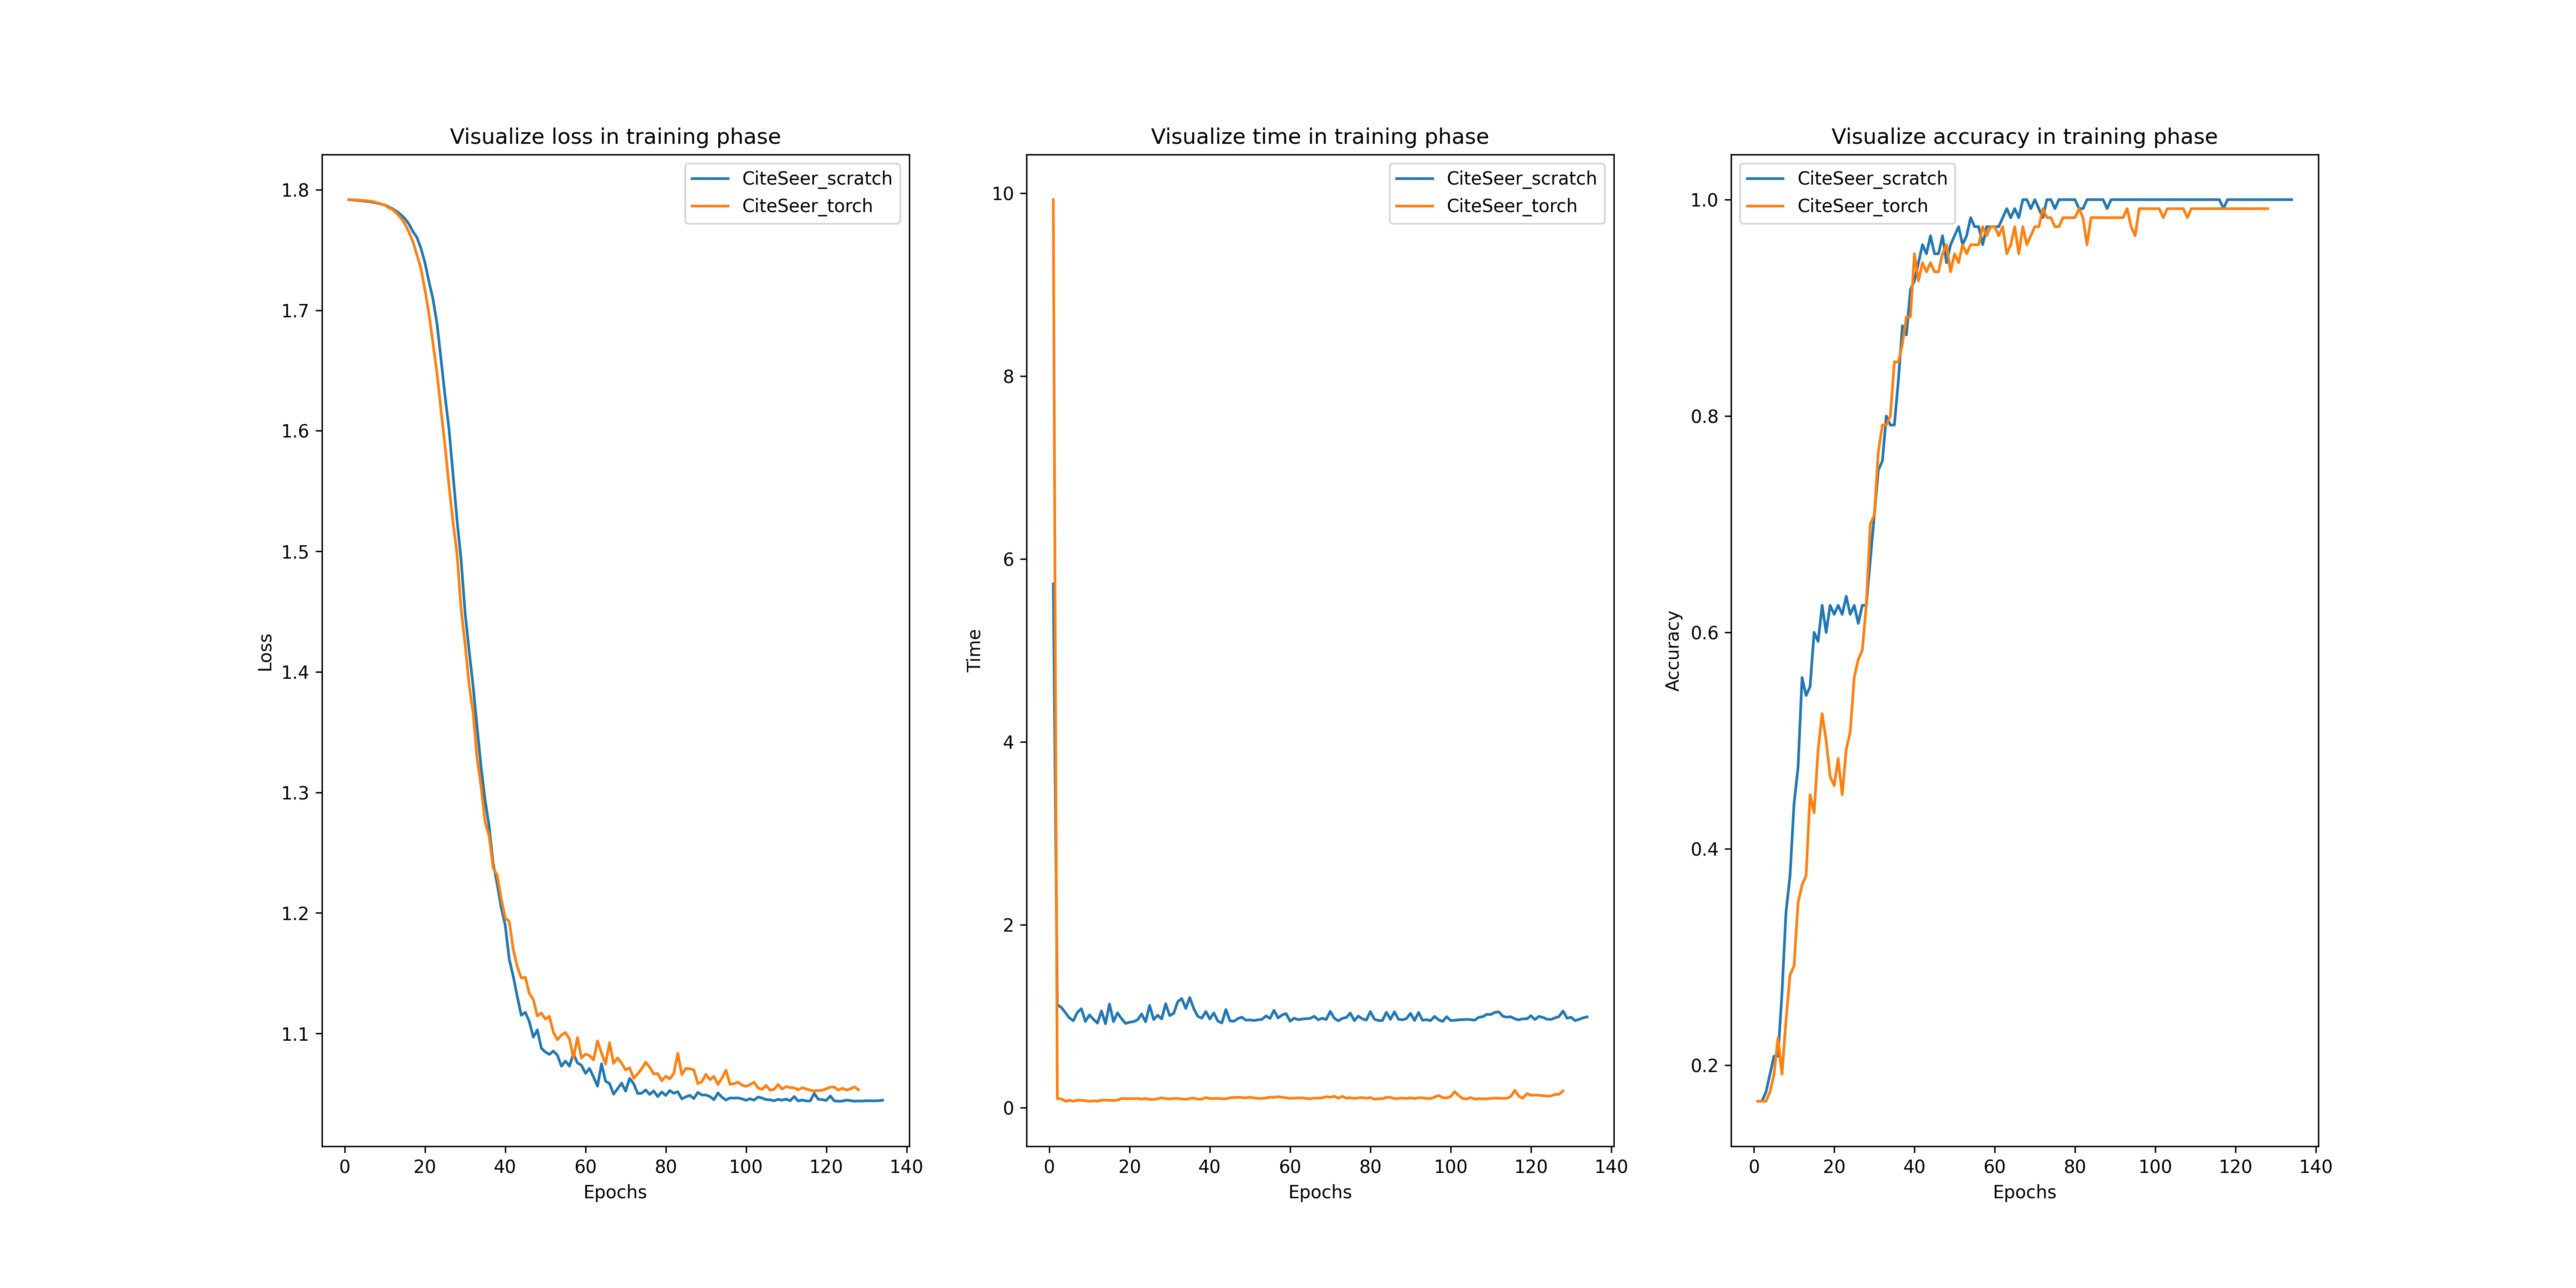 Visualize loss in training phase
CiteSeer_scratch
CiteSeer_torch
1.8
1.7
1.6
1.5
1.4
1.3
1.2
1.1
Loss
0 20 40 60 80 100 120 140
Epochs
Visualize time in training phase
CiteSeer_scratch
CiteSeer_torch
10
8
6
4
2
0
Time
0 20 40 60 80 100 120 140
Epochs
Visualize accuracy in training phase
CiteSeer_scratch
CiteSeer_torch
1.0
0.8
0.6
0.4
0.2
Accuracy
0 20 40 60 80 100 120 140
Epochs